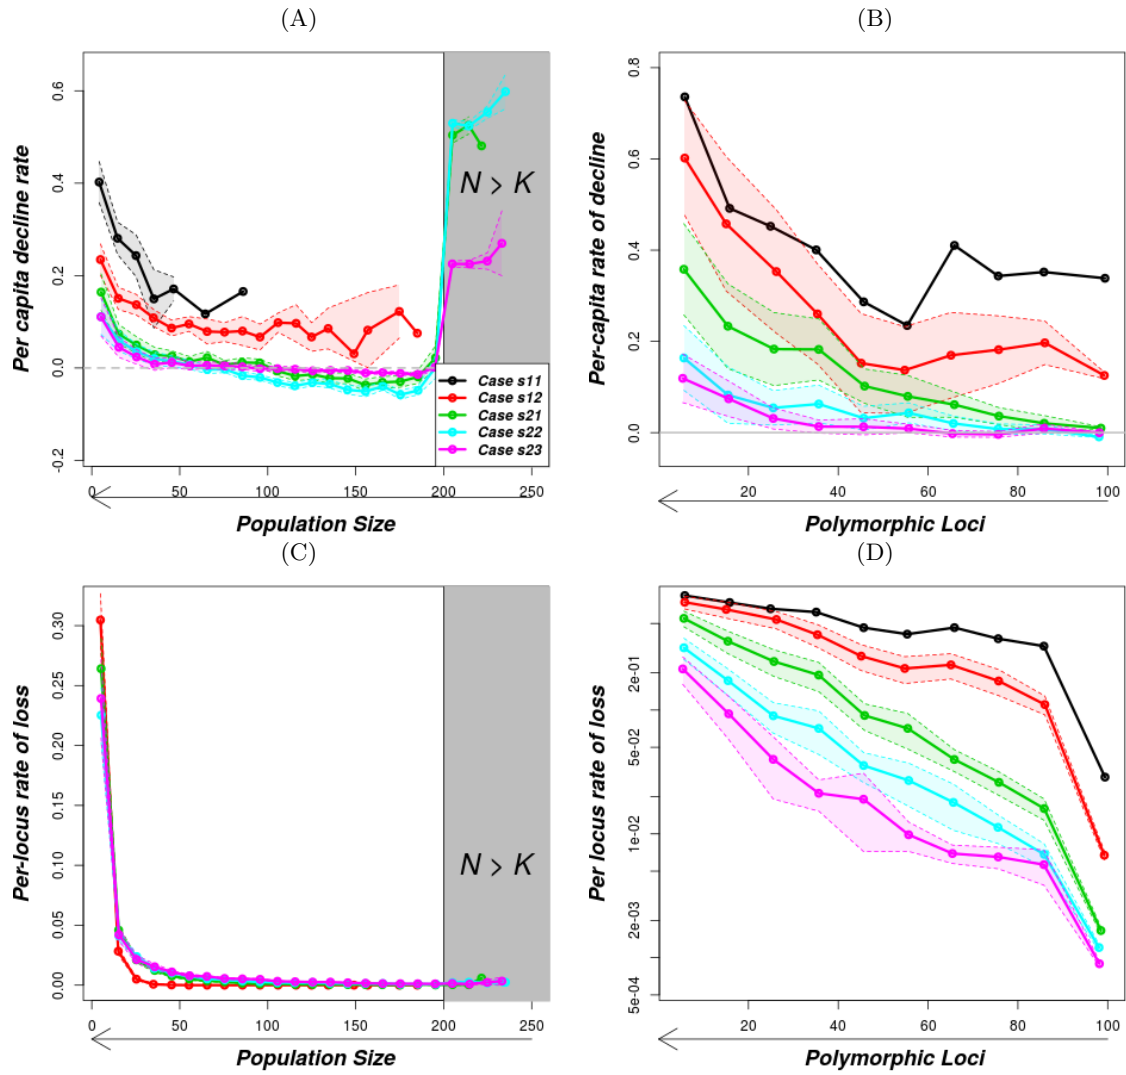 (A)
Per capita decline rate
0.6
0.4
0.2
0.0
-0.2
N > K
Case s11
Case s12
Case s21
Case s22
Case s23
0 50 100 150 200 250
Population Size
(B)
Per-capita rate of decline
0.8
0.6
0.4
0.2
0.0
20 40 60 80 100
Polymorphic Loci
(C)
Per-locus rate of loss
0.30
0.25
0.20
0.15
0.10
0.05
0.00
N > K
0 50 100 150 200 250
Population Size
(D)
Per locus rate of loss
2e-01
5e-02
1e-02
2e-03
5e-04
20 40 60 80 100
Polymorphic Loci